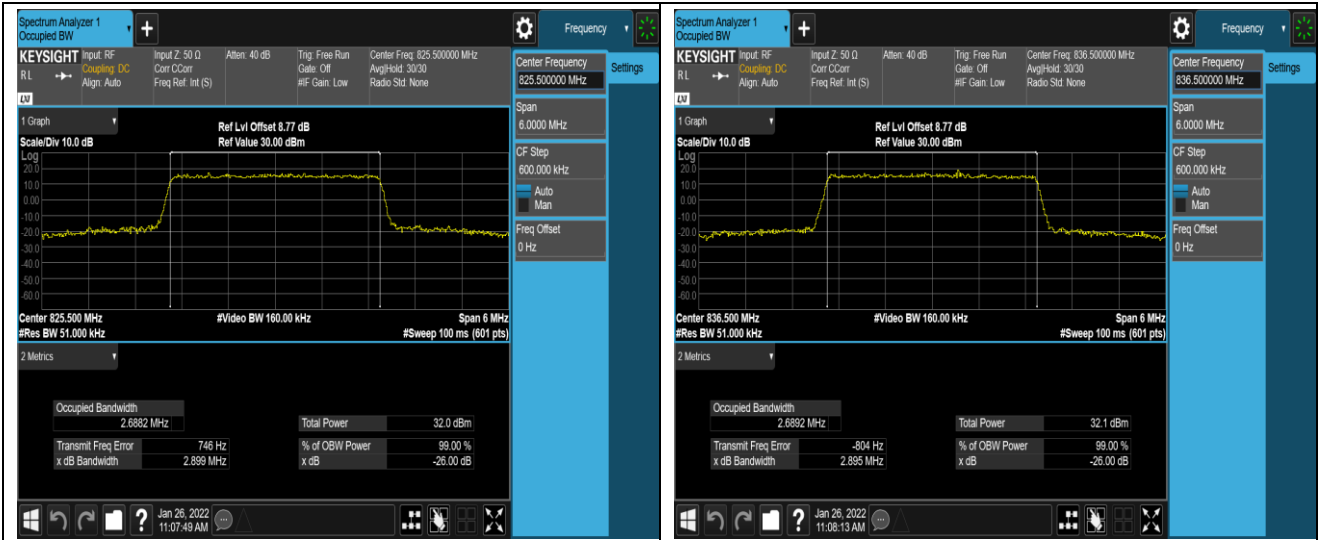 Spectrum Analyzer 1
Occupied BW
+
Frequency
KEYSIGHT Input: RF
Coupling: DC
Align: Auto
RL
Input Z: 50 Ω
Corr CCorr
Freq Ref: Int (S)
Atten: 40 dB
Trig: Free Run
Gate: Off
#IF Gain: Low
Center Freq: 825.500000 MHz
Avg|Hold: 30/30
Radio Std: None
LXI
Center Frequency
825.500000 MHz
Settings
Span
6.0000 MHz
CF Step
600.000 kHz
Auto
Man
Freq Offset
0 Hz
1 Graph
Scale/Div 10.0 dB
Ref Lvl Offset 8.77 dB
Ref Value 30.00 dBm
Log
20.0
10.0
0.00
-10.0
-20.0
-30.0
-40.0
-50.0
-60.0
Center 825.500 MHz
#Video BW 160.00 kHz
Span 6 MHz
#Res BW 51.000 kHz
#Sweep 100 ms (601 pts)
2 Metrics
Occupied Bandwidth
2.6882 MHz
Total Power 32.0 dBm
Transmit Freq Error 746 Hz
% of OBW Power 99.00 %
x dB Bandwidth 2.899 MHz
x dB -26.00 dB
?
Jan 26, 2022
11:07:49 AM
Spectrum Analyzer 1
Occupied BW
+
Frequency
KEYSIGHT Input: RF
Coupling: DC
Align: Auto
RL
Input Z: 50 Ω
Corr CCorr
Freq Ref: Int (S)
Atten: 40 dB
Trig: Free Run
Gate: Off
#IF Gain: Low
Center Freq: 836.500000 MHz
Avg|Hold: 30/30
Radio Std: None
LXI
Center Frequency
836.500000 MHz
Settings
Span
6.0000 MHz
CF Step
600.000 kHz
Auto
Man
Freq Offset
0 Hz
1 Graph
Scale/Div 10.0 dB
Ref Lvl Offset 8.77 dB
Ref Value 30.00 dBm
Log
20.0
10.0
0.00
-10.0
-20.0
-30.0
-40.0
-50.0
-60.0
Center 836.500 MHz
#Video BW 160.00 kHz
Span 6 MHz
#Res BW 51.000 kHz
#Sweep 100 ms (601 pts)
2 Metrics
Occupied Bandwidth
2.6892 MHz
Total Power 32.1 dBm
Transmit Freq Error -804 Hz
% of OBW Power 99.00 %
x dB Bandwidth 2.895 MHz
x dB -26.00 dB
?
Jan 26, 2022
11:08:13 AM